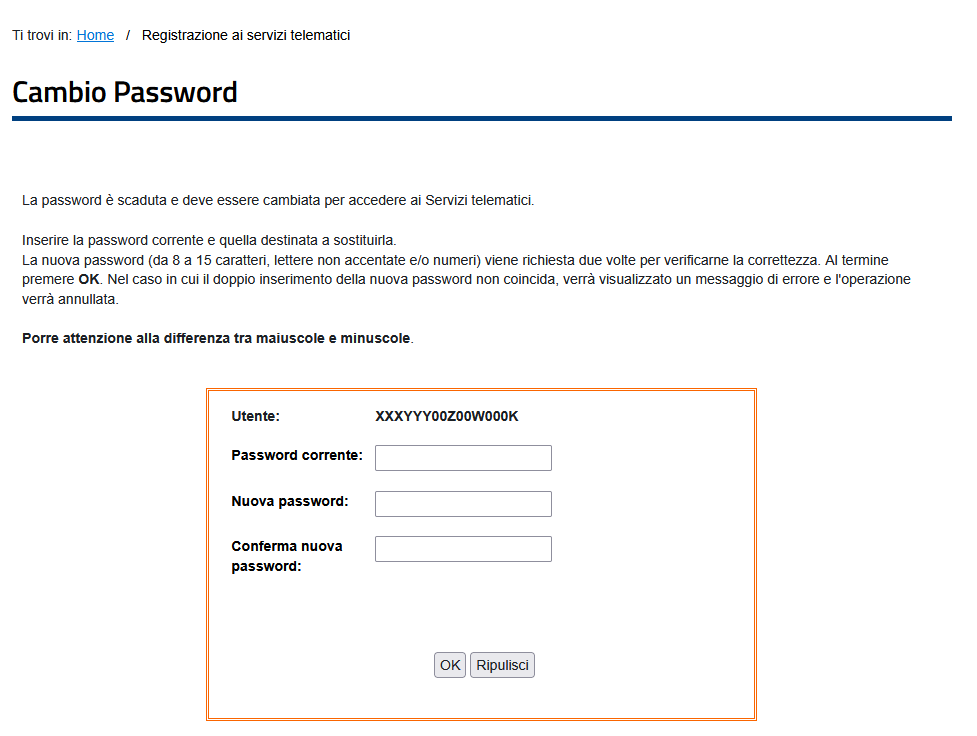 Ti trovi in: Home / Registrazione ai servizi telematici
Cambio Password
La password è scaduta e deve essere cambiata per accedere ai Servizi telematici.
Inserire la password corrente e quella destinata a sostituirla.
La nuova password (da 8 a 15 caratteri, lettere non accentate e/o numeri) viene richiesta due volte per verificarne la correttezza. Al termine
premere OK. Nel caso in cui il doppio inserimento della nuova password non coincida, verrà visualizzato un messaggio di errore e l'operazione
verrà annullata.
Porre attenzione alla differenza tra maiuscole e minuscole.
Utente: XXXYYY00Z00W000K
Password corrente:
Nuova password:
Conferma nuova
password:
OK Ripulisci